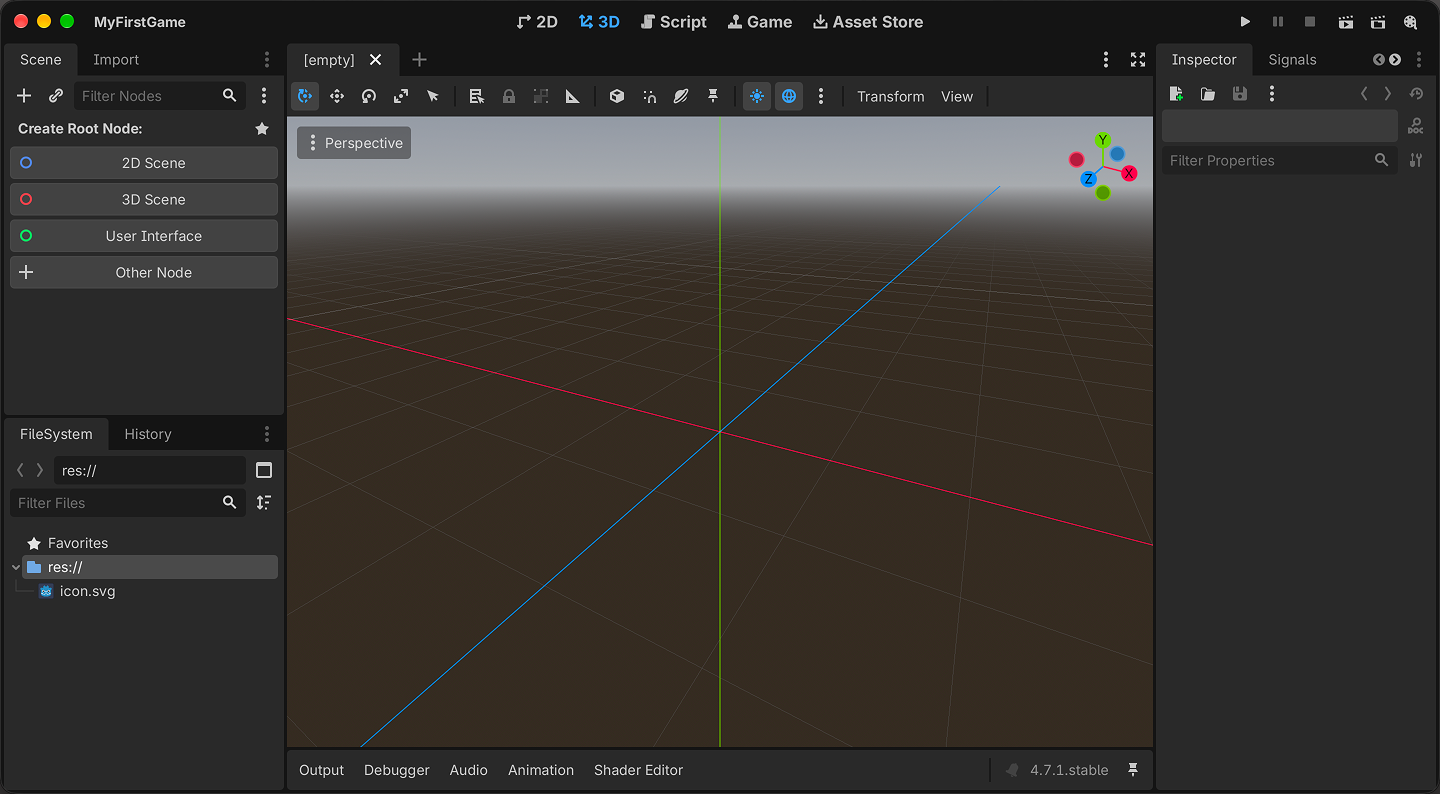 MyFirstGame
2D 3D Script Game Asset Store
Scene Import
Filter Nodes
Create Root Node:
2D Scene
3D Scene
User Interface
Other Node
FileSystem History
res://
Filter Files
Favorites
res://
icon.svg
[empty]
Transform View
Perspective
Y
X
Z
Output Debugger Audio Animation Shader Editor
4.7.1.stable
Inspector Signals
DOC
Filter Properties